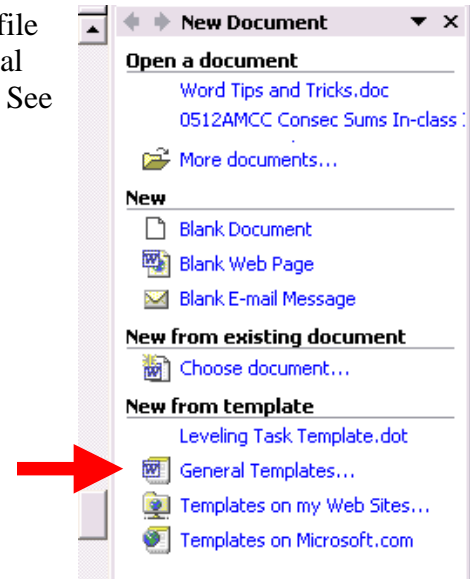 file
al
See
New Document
Open a document
Word Tips and Tricks.doc
0512AMCC Consec Sums In-class
More documents...
New
Blank Document
Blank Web Page
Blank E-mail Message
New from existing document
Choose document...
New from template
Leveling Task Template.dot
General Templates...
Templates on my Web Sites...
Templates on Microsoft.com